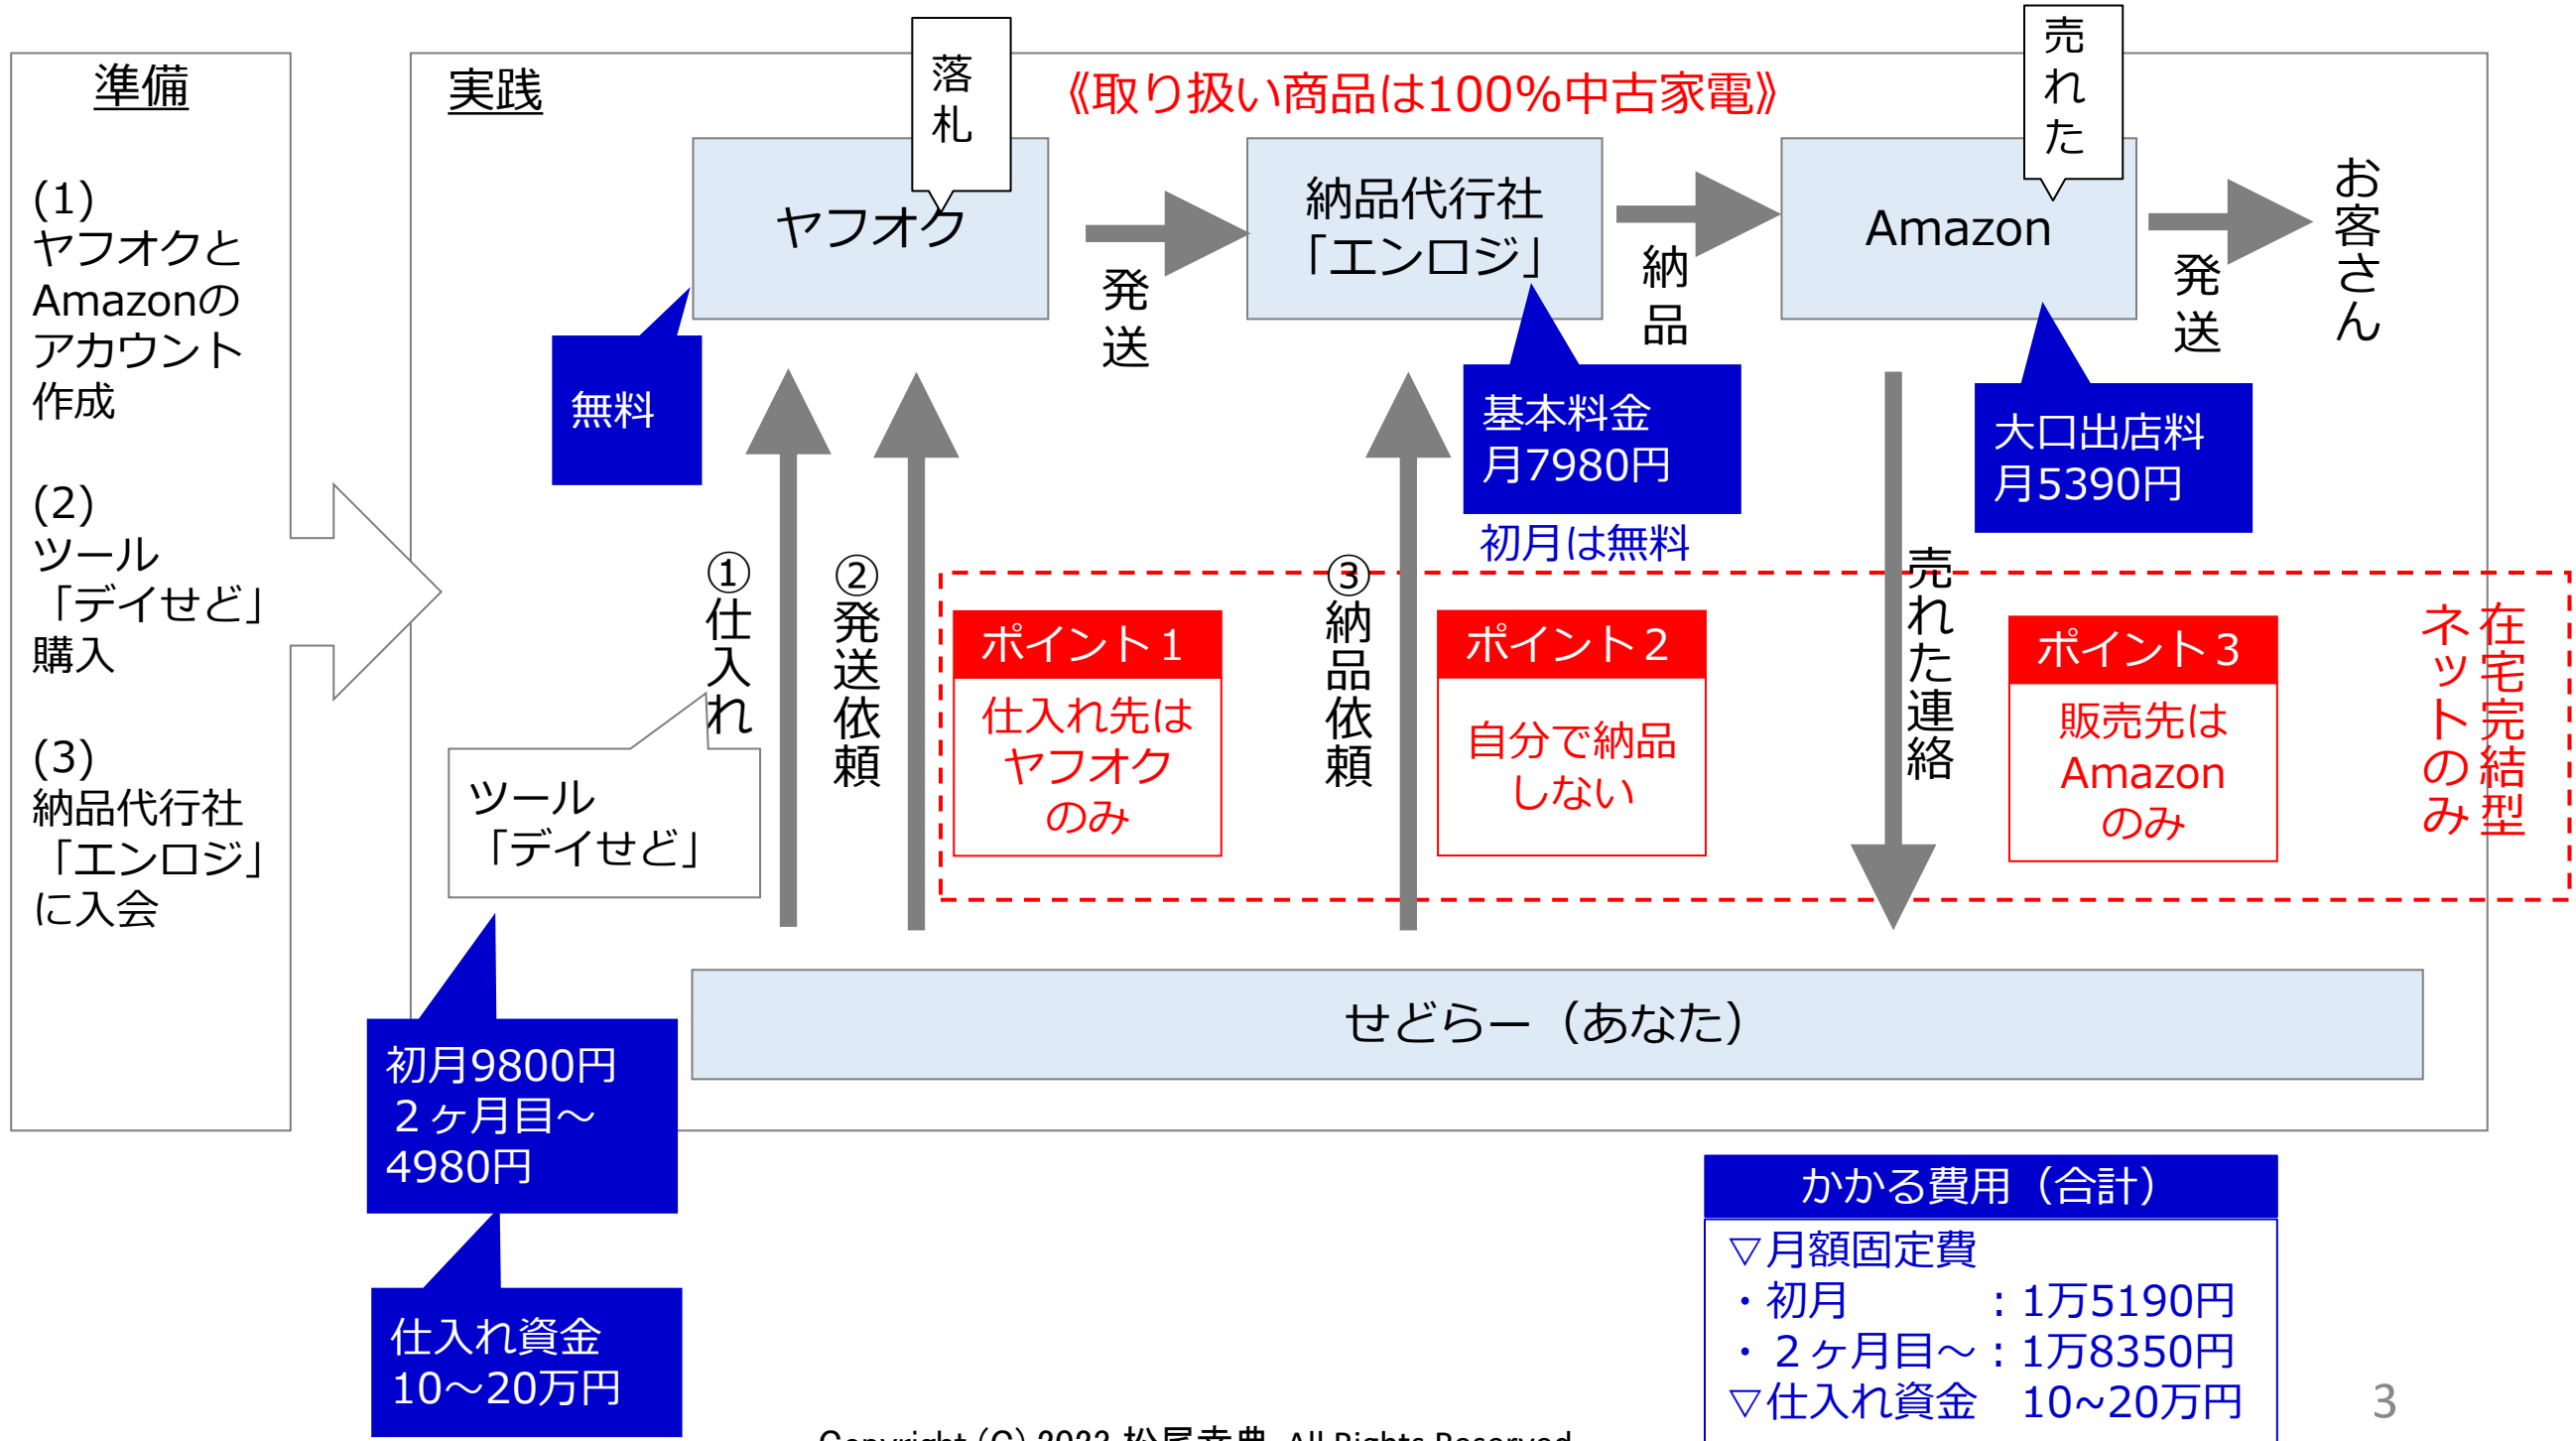 準備
(1)
ヤフオクと
Amazonの
アカウント
作成
(2)
ツール
「デイせど」
購入
(3)
納品代行社
「エンロジ」
に入会
実践
落札
《取り扱い商品は100%中古家電》
売れた
ヤフオク
発送
納品代行社
「エンロジ」
納品
Amazon
発送
お客さん
無料
基本料金
月7980円
初月は無料
大口出店料
月5390円
①仕入れ
②発送依頼
③納品依頼
売れた連絡
ポイント1
仕入れ先は
ヤフオク
のみ
ポイント2
自分で納品
しない
ポイント3
販売先は
Amazon
のみ
在宅完結型
ネットのみ
ツール
「デイせど」
せどらー（あなた）
初月9800円
２ヶ月目～
4980円
仕入れ資金
10～20万円
かかる費用（合計）
▽月額固定費
・初月　　　：1万5190円
・２ヶ月目～：1万8350円
▽仕入れ資金　10~20万円
Copyright (C) 2023 松尾幸典 All Rights Reserved
3